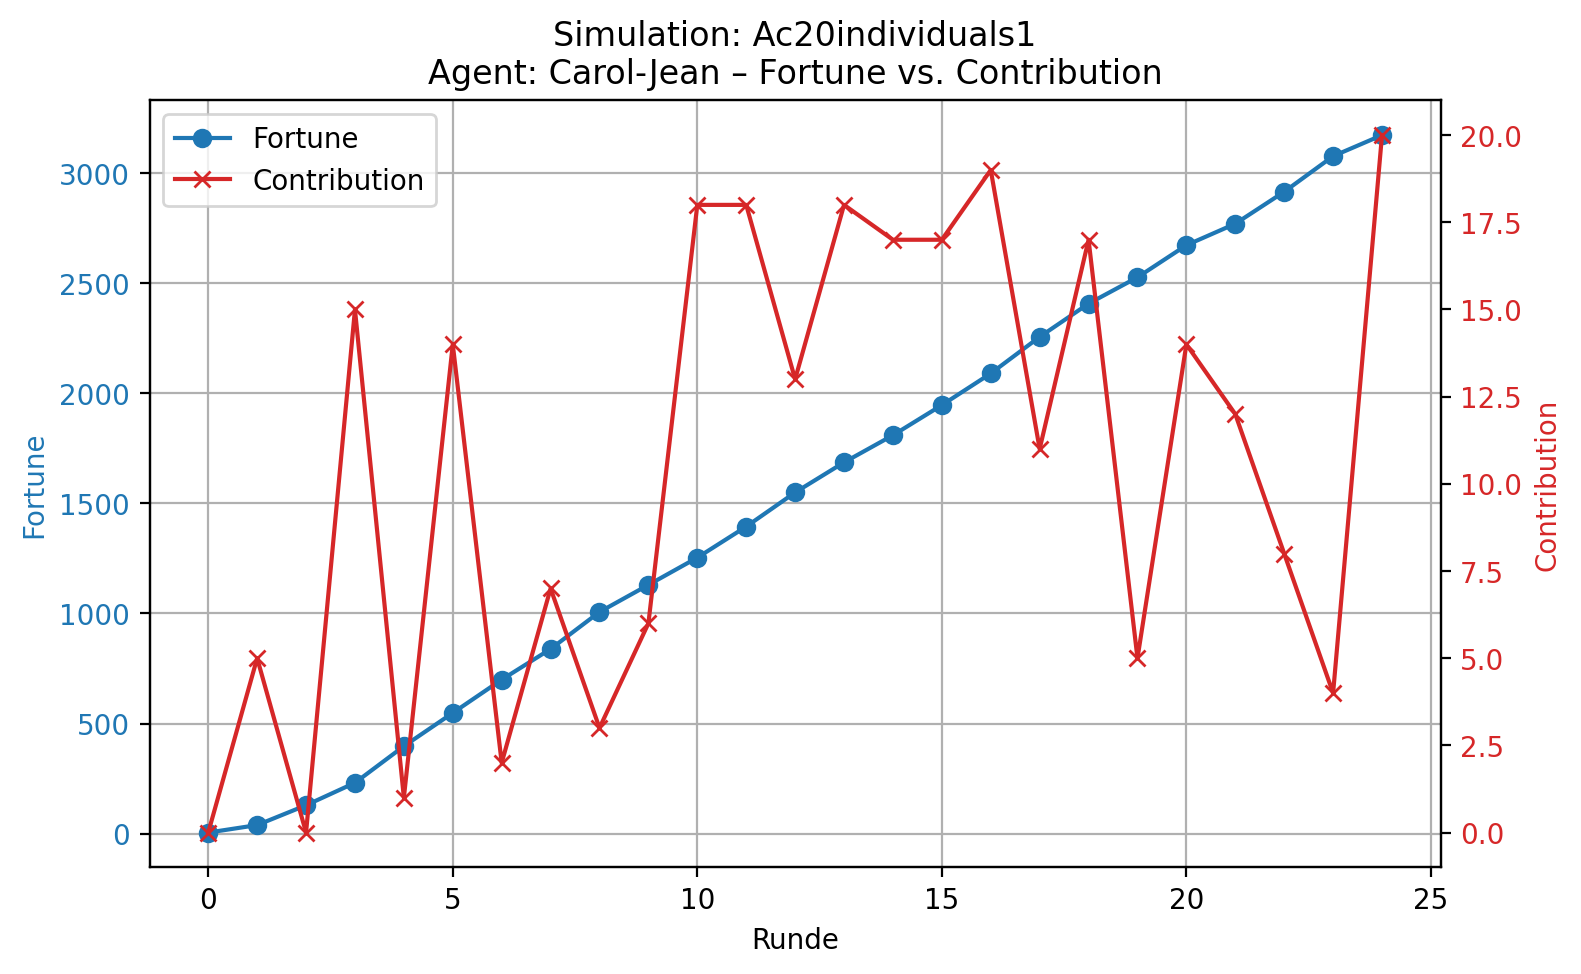 Simulation: Ac20individuals1
Agent: Carol-Jean – Fortune vs. Contribution
Fortune
Contribution
3000
2500
2000
1500
1000
500
0
Fortune
20.0
17.5
15.0
12.5
10.0
7.5
5.0
2.5
0.0
Contribution
0 5 10 15 20 25
Runde